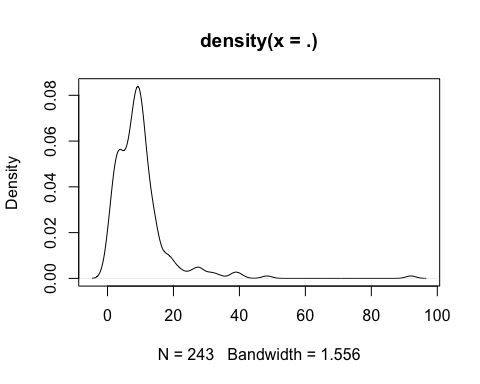 density(x = .)
Density
0.00 0.02 0.04 0.06 0.08
0 20 40 60 80 100
N = 243 Bandwidth = 1.556